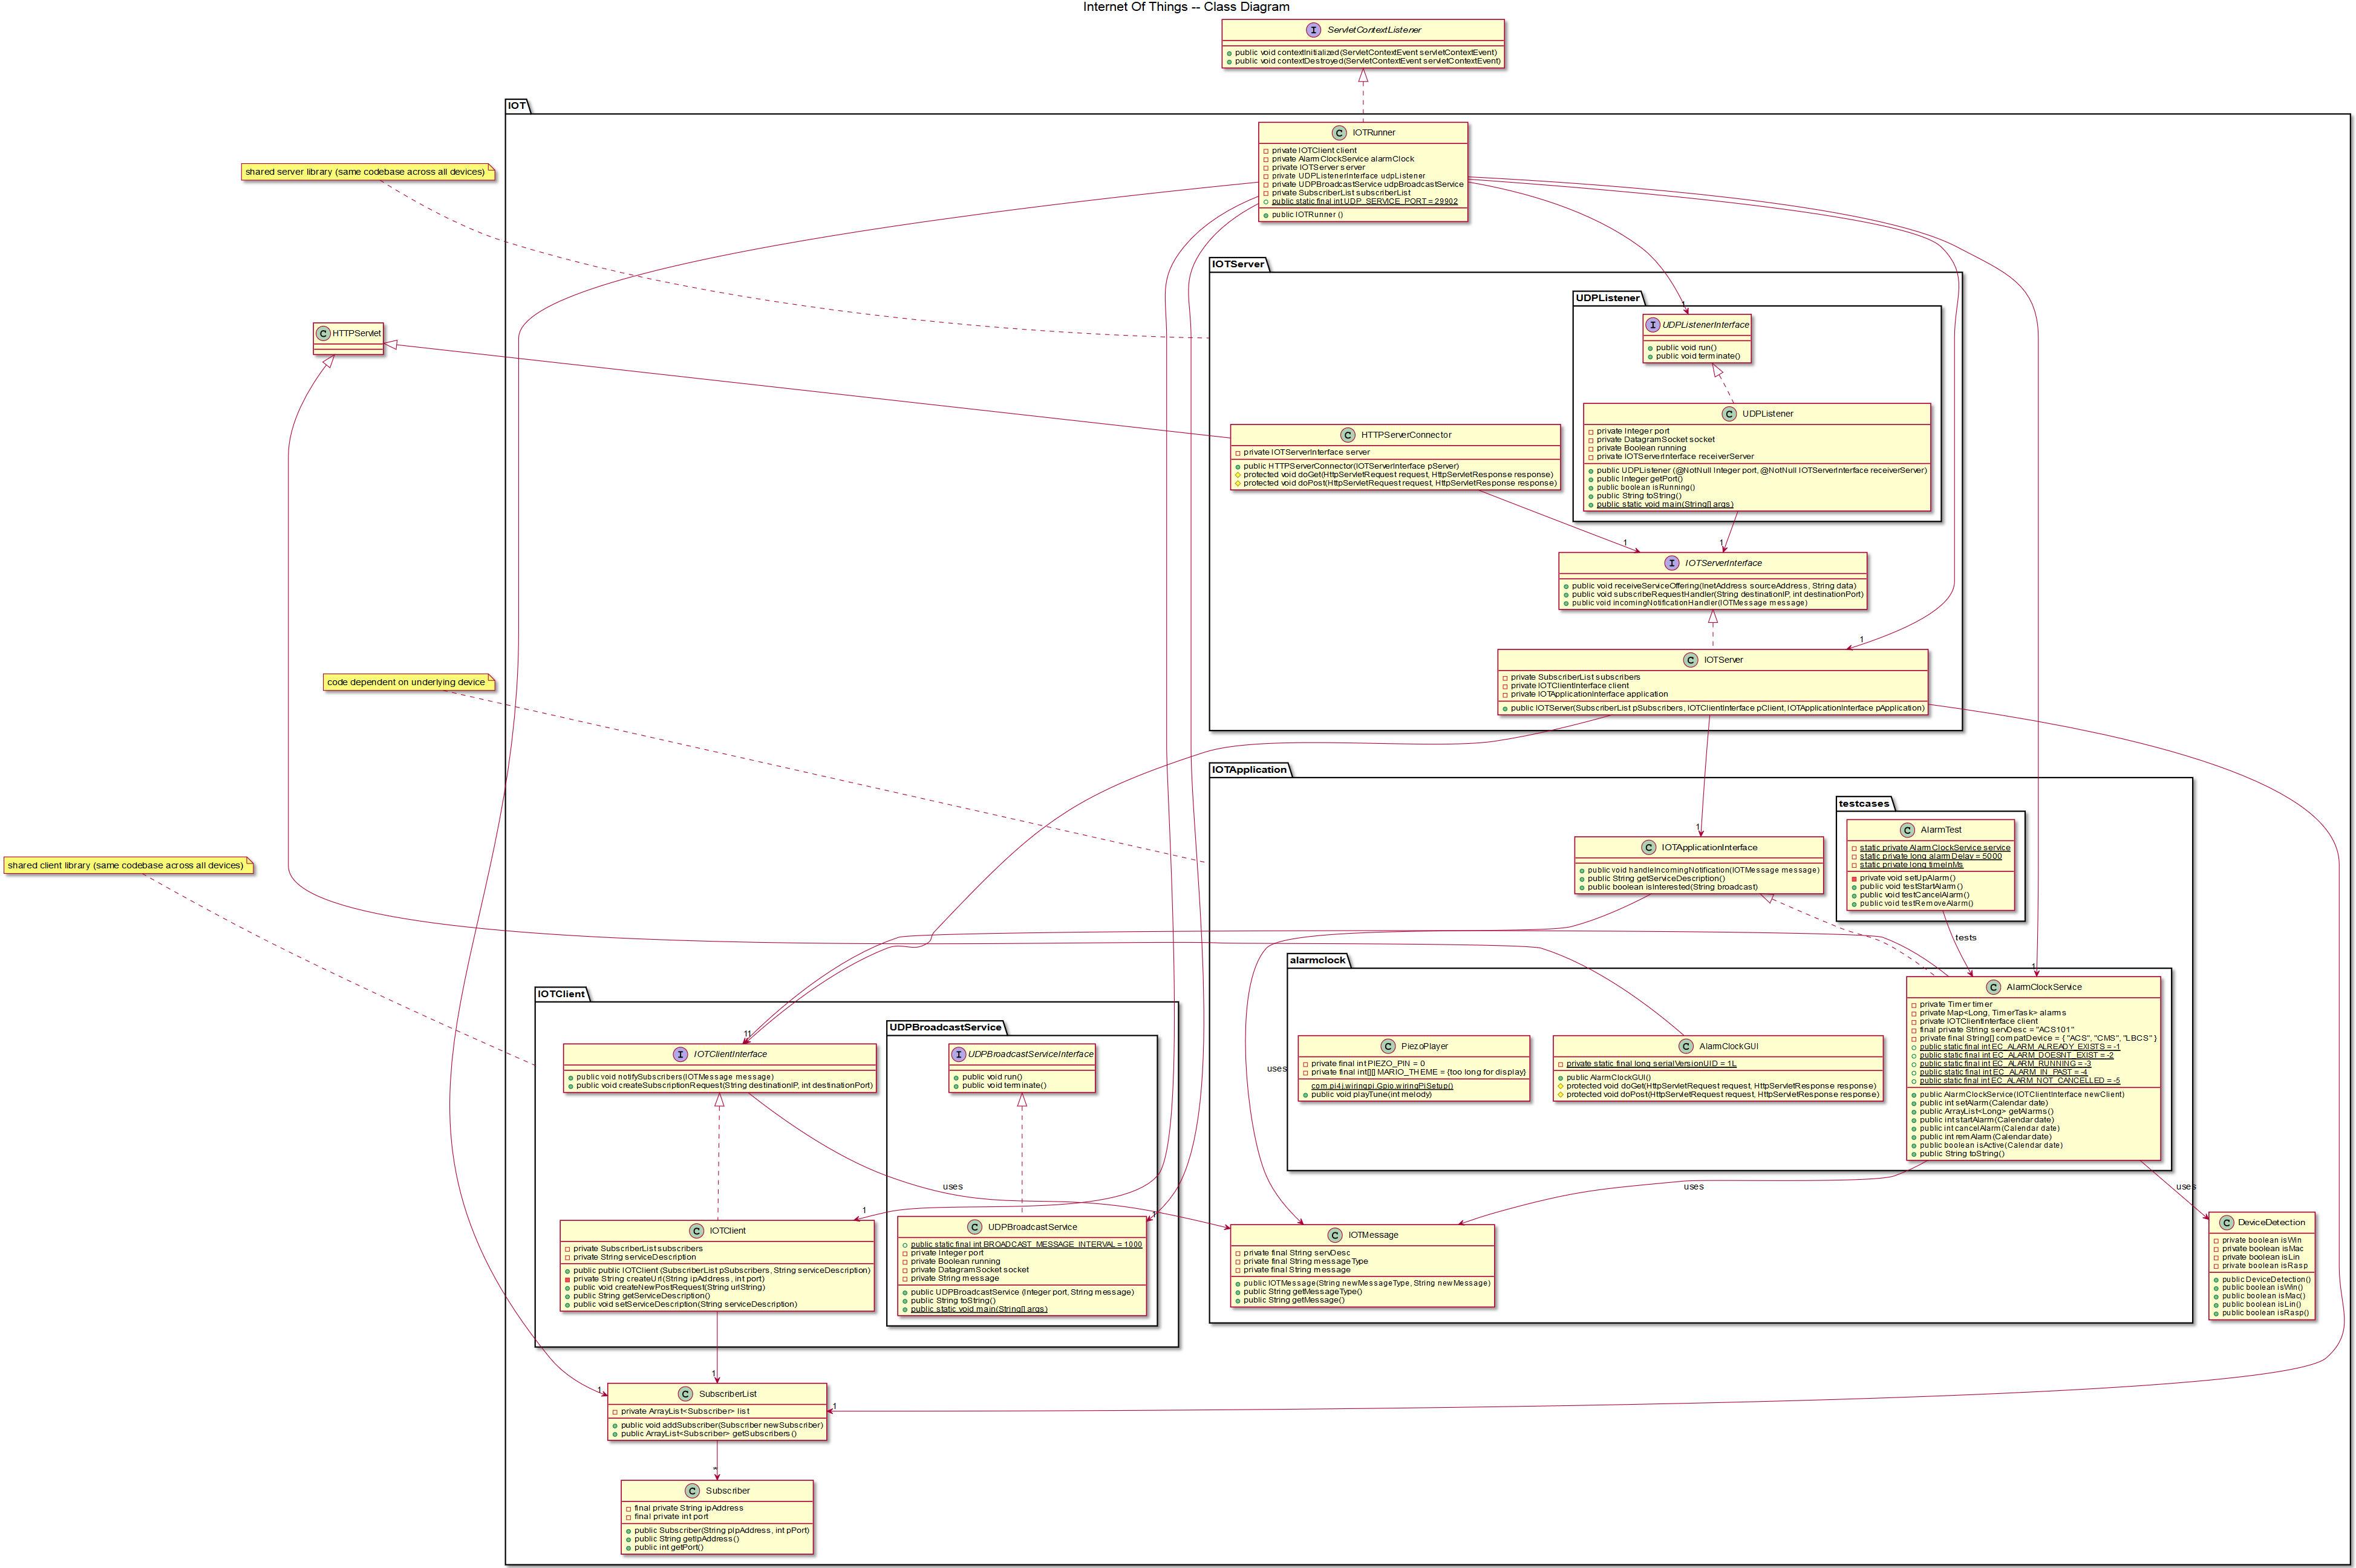 Internet Of Things -- Class Diagram
I ServletContextListener
public void contextInitialized(ServletContextEvent servletContextEvent)
public void contextDestroyed(ServletContextEvent servletContextEvent)
IOT
C IOTRunner
private IOTClient client
private AlarmClockService alarmClock
private IOTServer server
private UDPListenerInterface udpListener
private UDPBroadcastService udpBroadcastService
private SubscriberList subscriberList
public static final int UDP_SERVICE_PORT = 29902
public IOTRunner ()
shared server library (same codebase across all devices)
IOTServer
UDPListener
1
I UDPListenerInterface
public void run()
public void terminate()
C HTTPServlet
C UDPListener
private Integer port
private DatagramSocket socket
private Boolean running
private IOTServerInterface receiverServer
public UDPListener (@NotNull Integer port, @NotNull IOTServerInterface receiverServer)
public Integer getPort()
public boolean isRunning()
public String toString()
public static void main(String[] args)
C HTTPServerConnector
private IOTServerInterface server
public HTTPServerConnector(IOTServerInterface pServer)
protected void doGet(HttpServletRequest request, HttpServletResponse response)
protected void doPost(HttpServletRequest request, HttpServletResponse response)
1
1
I IOTServerInterface
public void receiveServiceOffering(InetAddress sourceAddress, String data)
public void subscribeRequestHandler(String destinationIP, int destinationPort)
public void incomingNotificationHandler(IOTMessage message)
1
C IOTServer
private SubscriberList subscribers
private IOTClientInterface client
private IOTApplicationInterface application
public IOTServer(SubscriberList pSubscribers, IOTClientInterface pClient, IOTApplicationInterface pApplication)
code dependent on underlying device
IOTApplication
testcases
C AlarmTest
static private AlarmClockService service
static private long alarmDelay = 5000
static private long timeInMs
private void setUpAlarm()
public void testStartAlarm()
public void testCancelAlarm()
public void testRemoveAlarm()
1
C IOTApplicationInterface
public void handleIncomingNotification(IOTMessage message)
public String getServiceDescription()
public boolean isInterested(String broadcast)
shared client library (same codebase across all devices)
tests
alarmclock
1
C AlarmClockService
private Timer timer
private Map<Long, TimerTask> alarms
private IOTClientInterface client
final private String servDesc = "ACS101"
private final String[] compatDevice = { "ACS", "CMS", "LBCS" }
public static final int EC_ALARM_ALREADY_EXISTS = -1
public static final int EC_ALARM_DOESNT_EXIST = -2
public static final int EC_ALARM_RUNNING = -3
public static final int EC_ALARM_IN_PAST = -4
public static final int EC_ALARM_NOT_CANCELLED = -5
public AlarmClockService(IOTClientInterface newClient)
public int setAlarm(Calendar date)
public ArrayList<Long> getAlarms()
public int startAlarm(Calendar date)
public int cancelAlarm(Calendar date)
public int remAlarm(Calendar date)
public boolean isActive(Calendar date)
public String toString()
C PiezoPlayer
private final int PIEZO_PIN = 0
private final int[][] MARIO_THEME = {too long for display}
com.pi4j.wiringpi.Gpio.wiringPiSetup()
public void playTune(int melody)
C AlarmClockGUI
private static final long serialVersionUID = 1L
public AlarmClockGUI()
protected void doGet(HttpServletRequest request, HttpServletResponse response)
protected void doPost(HttpServletRequest request, HttpServletResponse response)
IOTClient
UDPBroadcastService
11
I IOTClientInterface
public void notifySubscribers(IOTMessage message)
public void createSubscriptionRequest(String destinationIP, int destinationPort)
I UDPBroadcastServiceInterface
public void run()
public void terminate()
uses
uses
uses
uses
1
C IOTClient
private SubscriberList subscribers
private String serviceDescription
public public IOTClient (SubscriberList pSubscribers, String serviceDescription)
private String createUrl(String ipAddress, int port)
public void createNewPostRequest(String urlString)
public String getServiceDescription()
public void setServiceDescription(String serviceDescription)
1
C UDPBroadcastService
public static final int BROADCAST_MESSAGE_INTERVAL = 1000
private Integer port
private Boolean running
private DatagramSocket socket
private String message
public UDPBroadcastService (Integer port, String message)
public String toString()
public static void main(String[] args)
C IOTMessage
private final String servDesc
private final String messageType
private final String message
public IOTMessage(String newMessageType, String newMessage)
public String getMessageType()
public String getMessage()
C DeviceDetection
private boolean isWin
private boolean isMac
private boolean isLin
private boolean isRasp
public DeviceDetection()
public boolean isWin()
public boolean isMac()
public boolean isLin()
public boolean isRasp()
1
1
1
C SubscriberList
private ArrayList<Subscriber> list
public void addSubscriber(Subscriber newSubscriber)
public ArrayList<Subscriber> getSubscribers()
*
C Subscriber
final private String ipAddress
final private int port
public Subscriber(String pIpAddress, int pPort)
public String getIpAddress()
public int getPort()